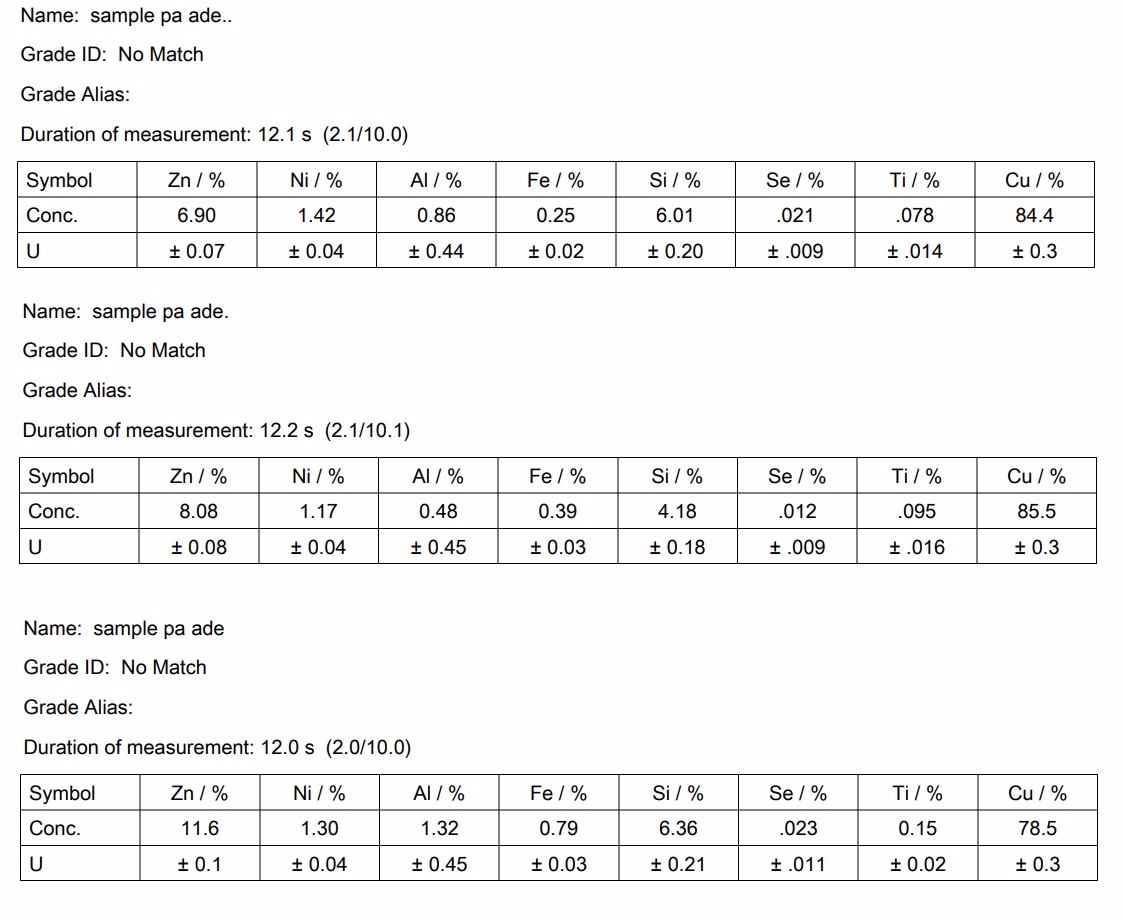 Name: sample pa ade..
Grade ID: No Match
Grade Alias:
Duration of measurement: 12.1 s (2.1/10.0)
Symbol Zn / % Ni / % Al / % Fe / % Si / % Se / % Ti / % Cu / %
Conc. 6.90 1.42 0.86 0.25 6.01 .021 .078 84.4
U ± 0.07 ± 0.04 ± 0.44 ± 0.02 ± 0.20 ± .009 ± .014 ± 0.3
Name: sample pa ade.
Grade ID: No Match
Grade Alias:
Duration of measurement: 12.2 s (2.1/10.1)
Symbol Zn / % Ni / % Al / % Fe / % Si / % Se / % Ti / % Cu / %
Conc. 8.08 1.17 0.48 0.39 4.18 .012 .095 85.5
U ± 0.08 ± 0.04 ± 0.45 ± 0.03 ± 0.18 ± .009 ± .016 ± 0.3
Name: sample pa ade
Grade ID: No Match
Grade Alias:
Duration of measurement: 12.0 s (2.0/10.0)
Symbol Zn / % Ni / % Al / % Fe / % Si / % Se / % Ti / % Cu / %
Conc. 11.6 1.30 1.32 0.79 6.36 .023 0.15 78.5
U ± 0.1 ± 0.04 ± 0.45 ± 0.03 ± 0.21 ± .011 ± 0.02 ± 0.3